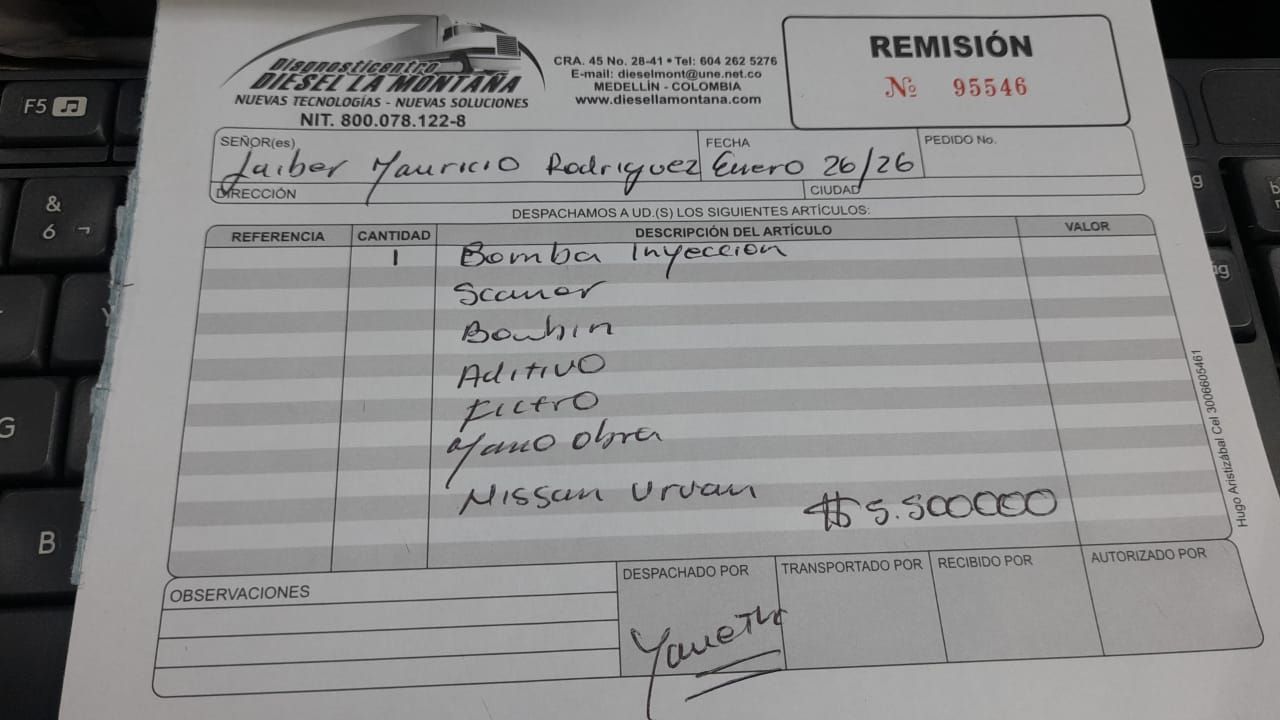 F5
&
6 ¬
G
B
Diagnosticentro
DIESEL LA MONTAÑA
NUEVAS TECNOLOGÍAS - NUEVAS SOLUCIONES
NIT. 800.078.122-8
CRA. 45 No. 28-41 • Tel: 604 262 5276
E-mail: dieselmont@une.net.co
MEDELLÍN - COLOMBIA
www.diesellamontana.com
REMISIÓN
Nº 95546
SEÑOR(es)
Jaiber Mauricio Rodriguez
FECHA
Enero 26/26
PEDIDO No.
DIRECCIÓN
CIUDAD
DESPACHAMOS A UD.(S) LOS SIGUIENTES ARTÍCULOS:
REFERENCIA CANTIDAD DESCRIPCIÓN DEL ARTÍCULO VALOR
1 Bomba Inyeccion
Scaner
Aditivo
Filtro
Mano obra
Nissan Urvan $5.500000
Hugo Aristizábal Cel 3006605461
OBSERVACIONES
DESPACHADO POR
Yaneth
TRANSPORTADO POR
RECIBIDO POR
AUTORIZADO POR